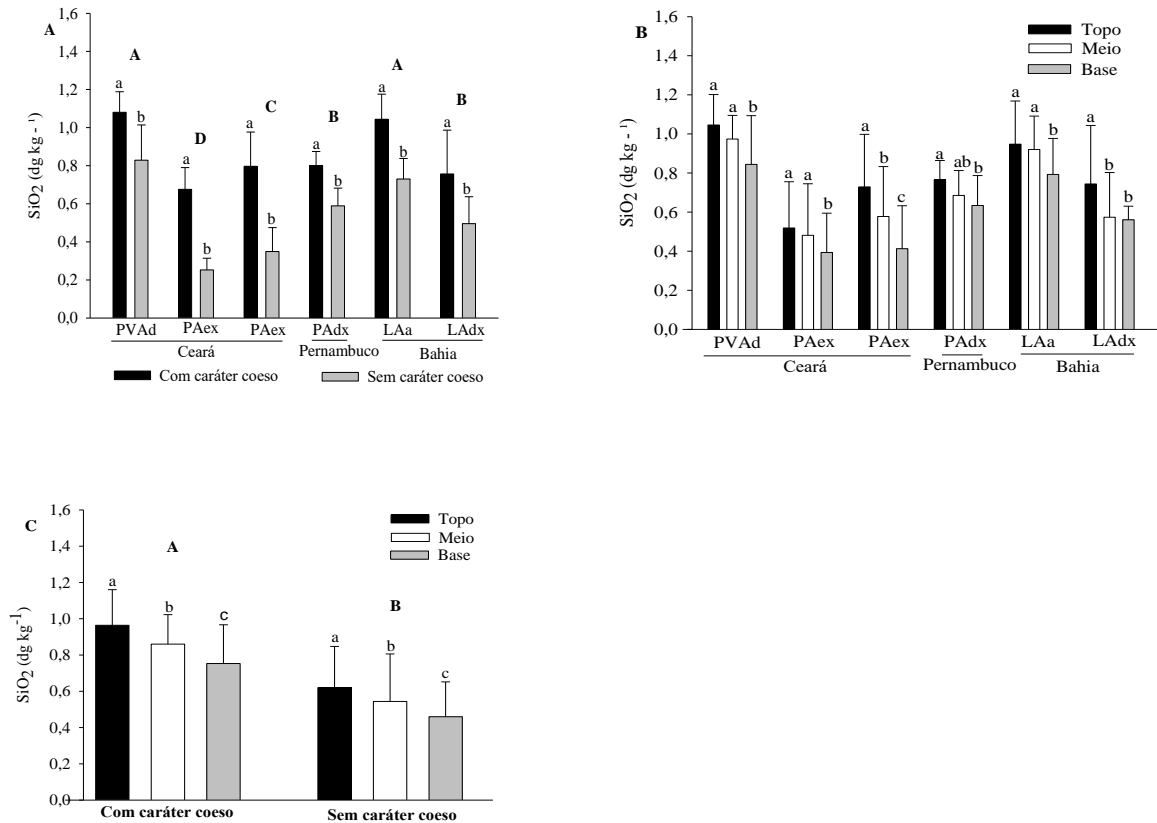 A
SiO2 (dg kg - ¹)
1,6
1,4
1,2
1,0
0,8
0,6
0,4
0,2
0,0
A
D
C
B
A
B
a b
a b
a b
a b
a b
a b
PVAd PAex PAex PAdx LAa LAdx
Ceará Pernambuco Bahia
Com caráter coeso Sem caráter coeso
B
SiO2 (dg kg - ¹)
1,6
1,4
1,2
1,0
0,8
0,6
0,4
0,2
0,0
Topo
Meio
Base
a a b
a a b
a b c
a ab b
a a b
a b b
PVAd PAex PAex PAdx LAa LAdx
Ceará Pernambuco Bahia
C
SiO2 (dg kg-1)
1,6
1,4
1,2
1,0
0,8
0,6
0,4
0,2
0,0
Topo
Meio
Base
A
B
a b c
a b c
Com caráter coeso Sem caráter coeso